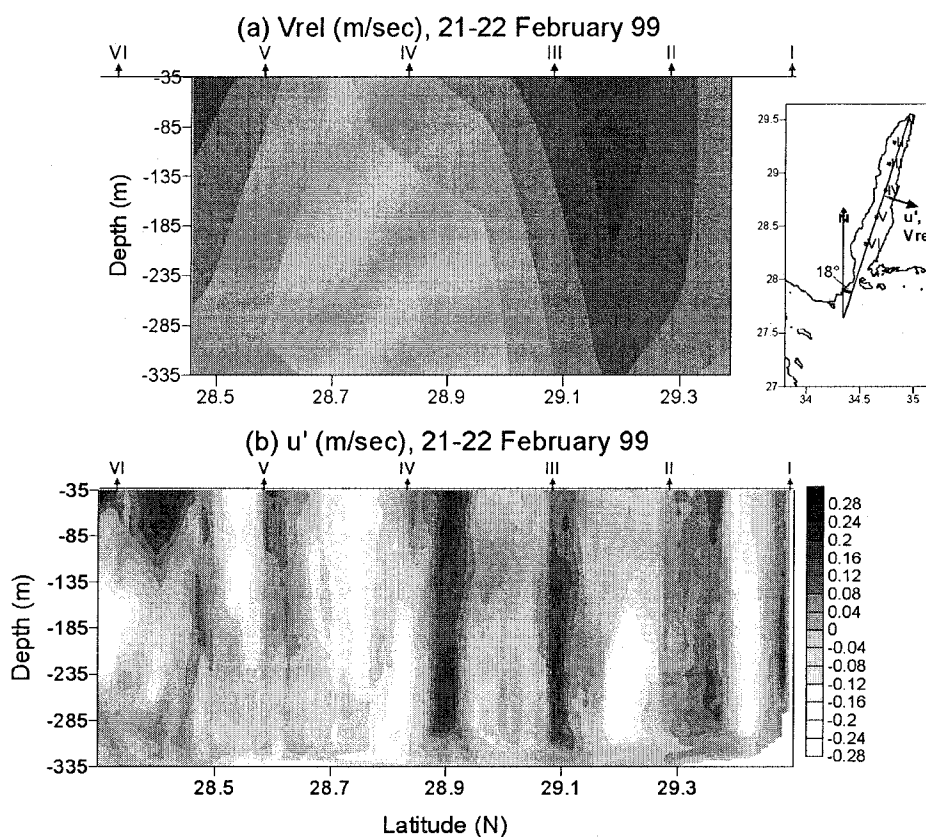 (a) Vrel (m/sec), 21-22 February 99
VI V IV III II I
-35
-85
-135
-185
-235
-285
-335
Depth (m)
28.5 28.7 28.9 29.1 29.3
29.5
29
28.5
28
27.5
27
34 34.5 35
N
18°
IV
V
VI
u',
Vre
(b) u' (m/sec), 21-22 February 99
VI V IV III II I
-35
-85
-135
-185
-235
-285
-335
Depth (m)
28.5 28.7 28.9 29.1 29.3
Latitude (N)
0.28
0.24
0.2
0.16
0.12
0.08
0.04
0
-0.04
-0.08
-0.12
-0.16
-0.2
-0.24
-0.28